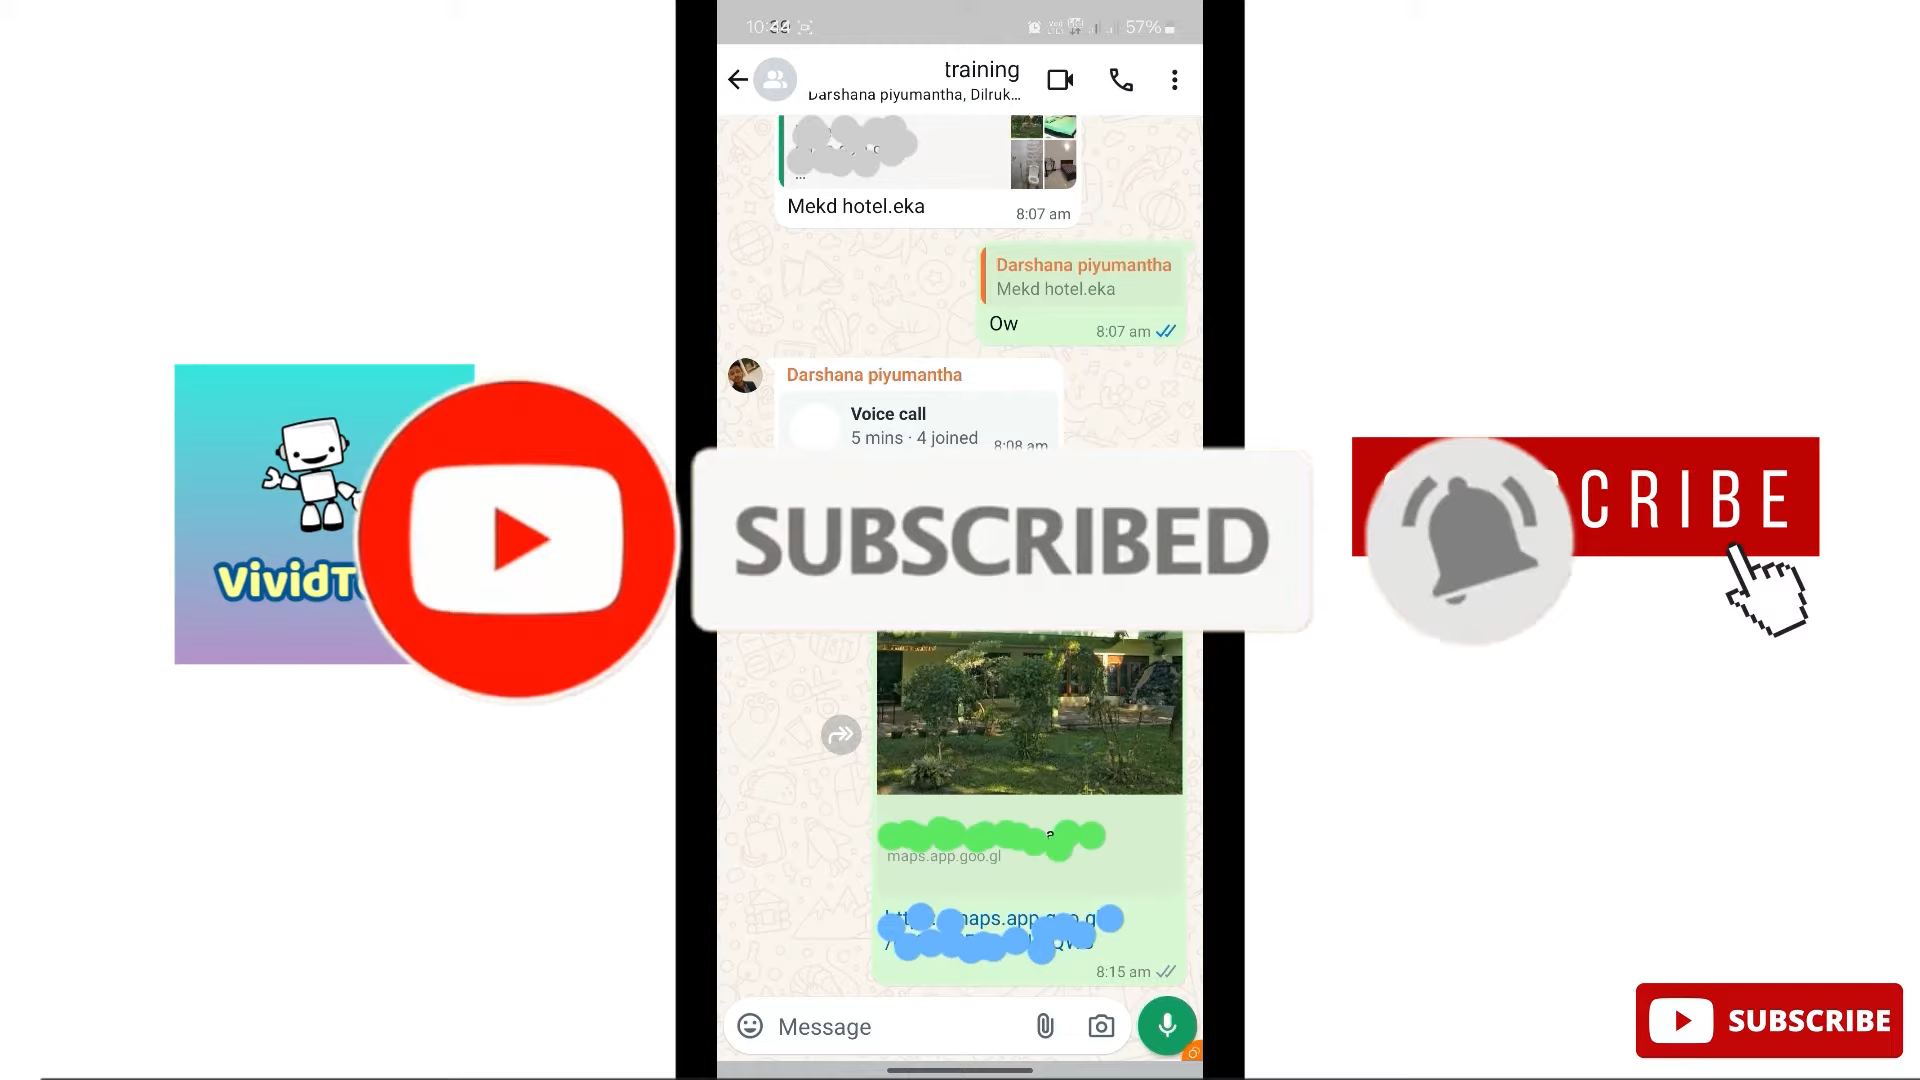 57%
training
Darshana piyumantha, Dilruk...
...
Mekd hotel.eka
8:07 am
Darshana piyumantha
Mekd hotel.eka
Ow
8:07 am
Darshana piyumantha
Voice call
5 mins · 4 joined
8:08 am
SUBSCRIBED
CRIBE
VividT
maps.app.goo.gl
8:15 am
Message
SUBSCRIBE